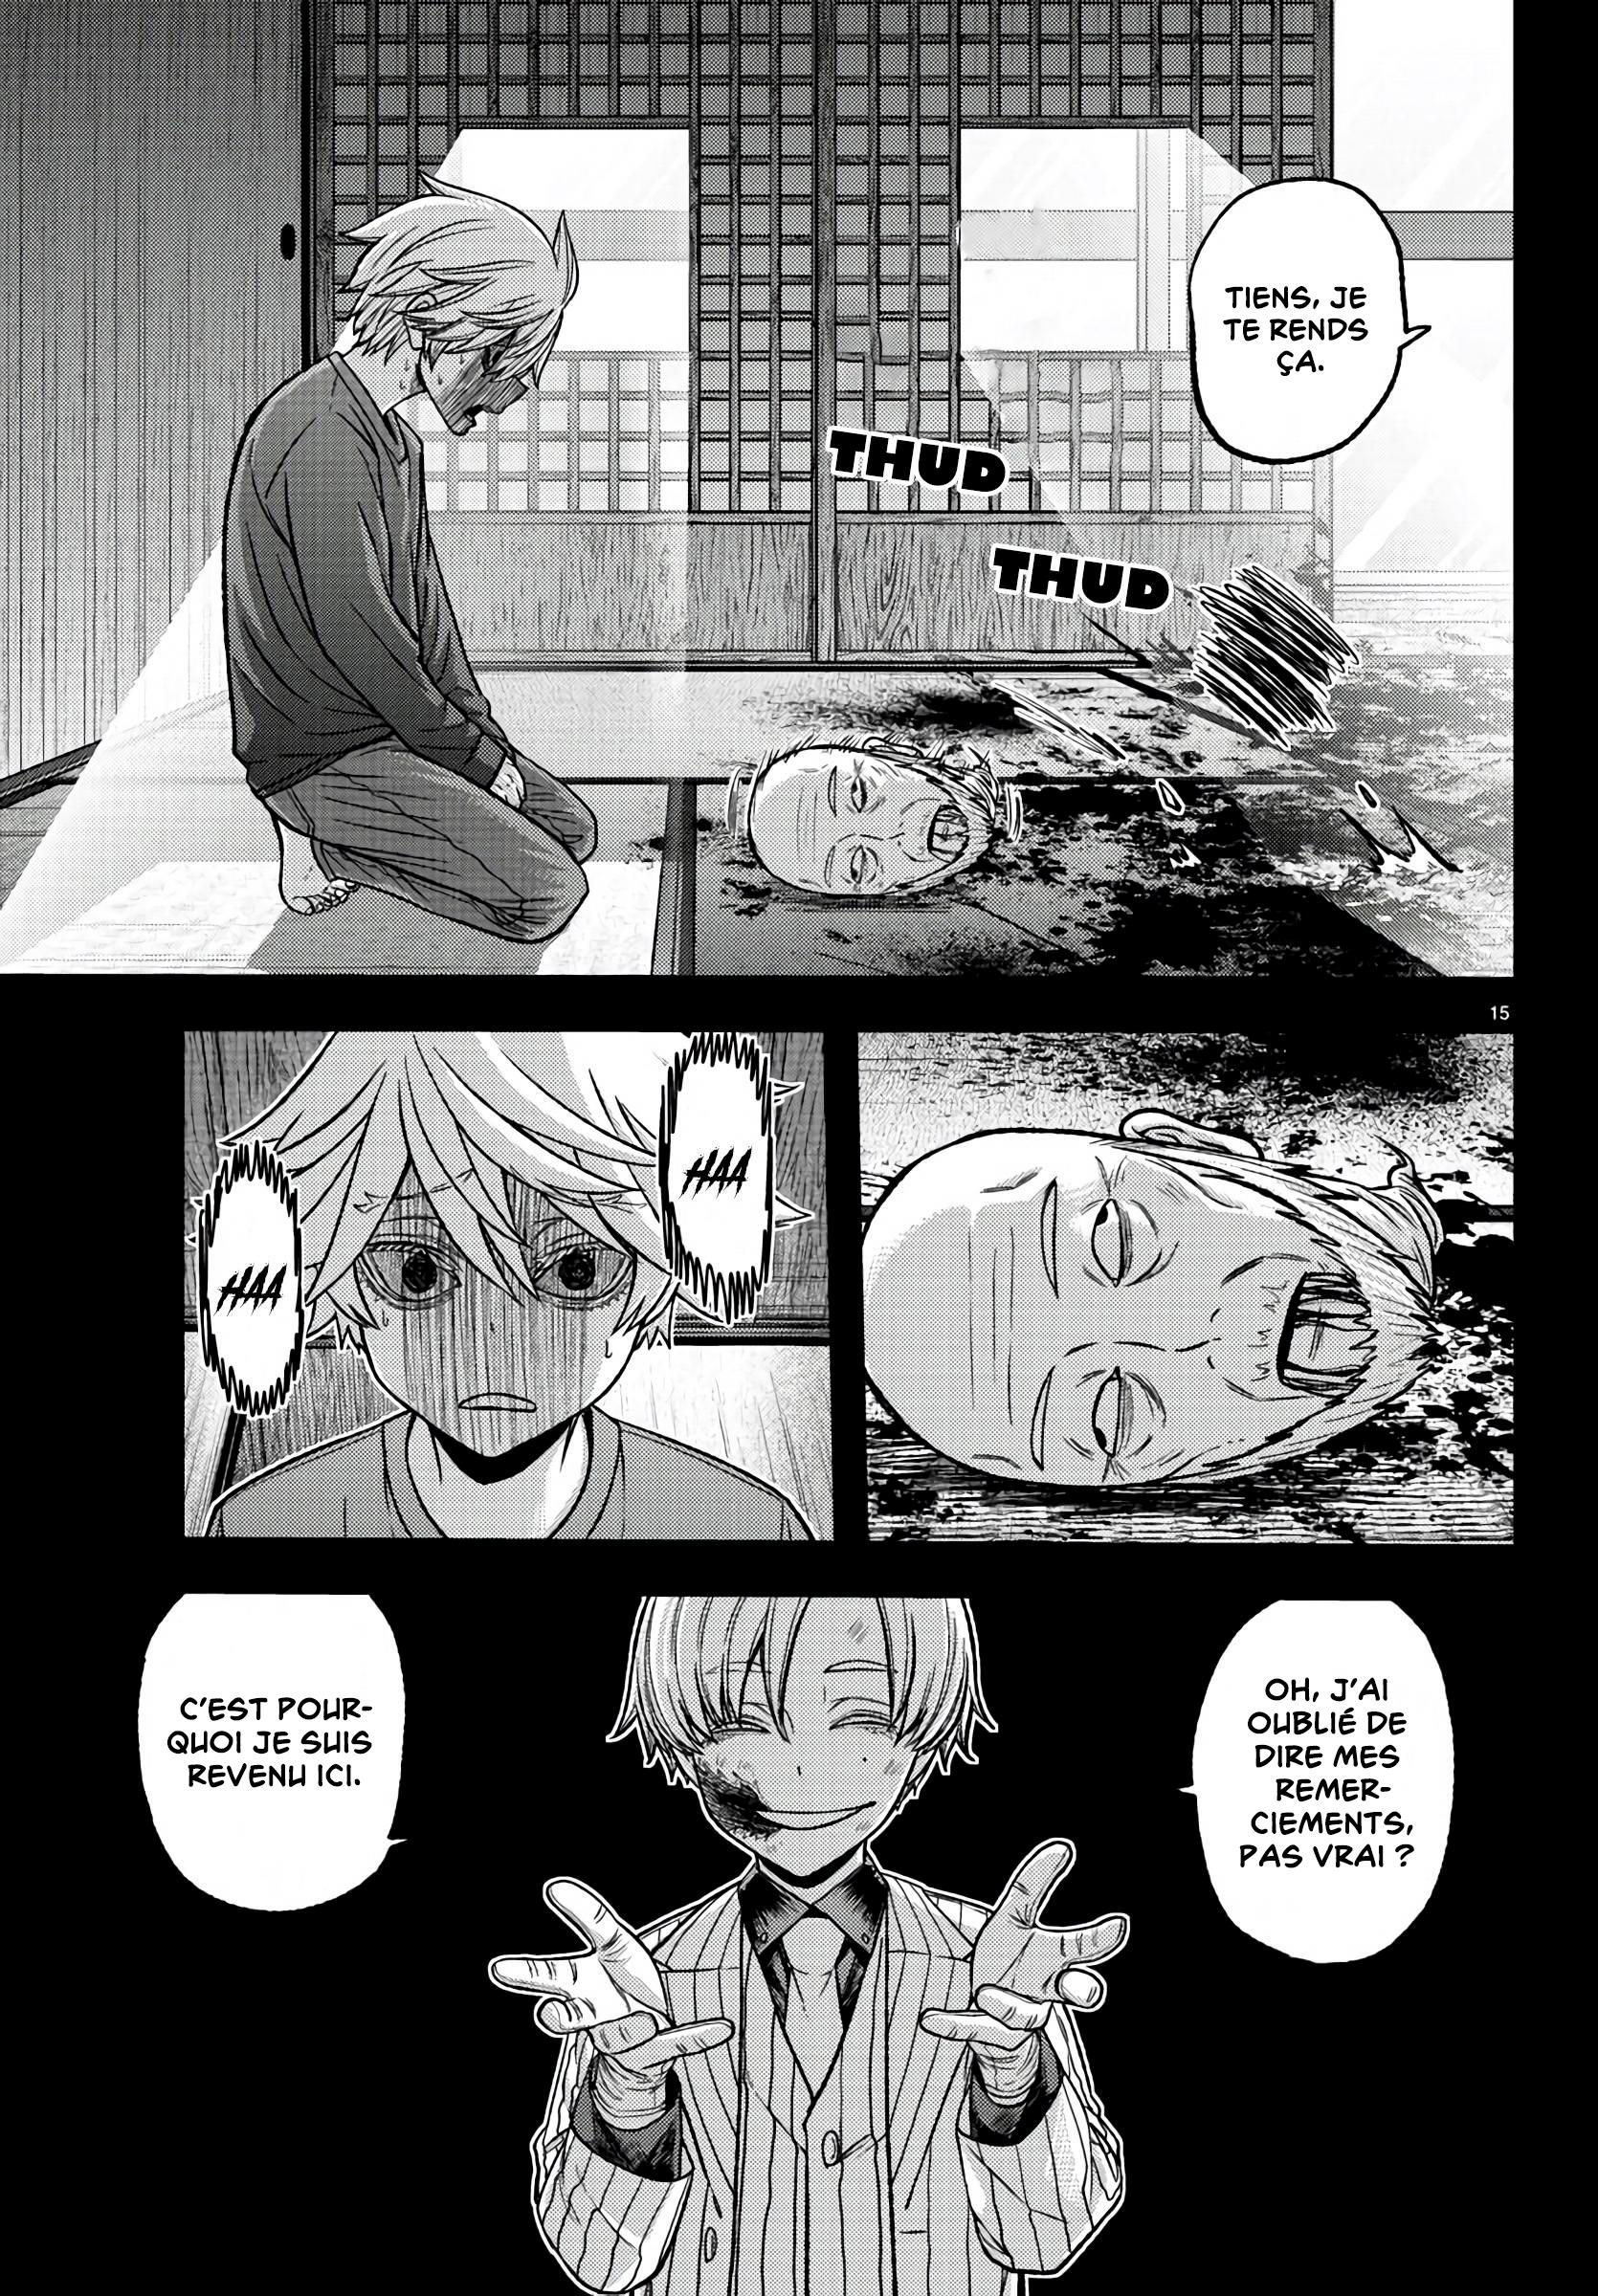 TIENS, JE
TE RENDS
ÇA.
THUD
THUD
15
HAA
HAA
OH, J'AI
OUBLIÉ DE
DIRE MES
REMER-
CIEMENTS,
PAS VRAI ?
C'EST POUR-
QUOI JE SUIS
REVENU ICI.